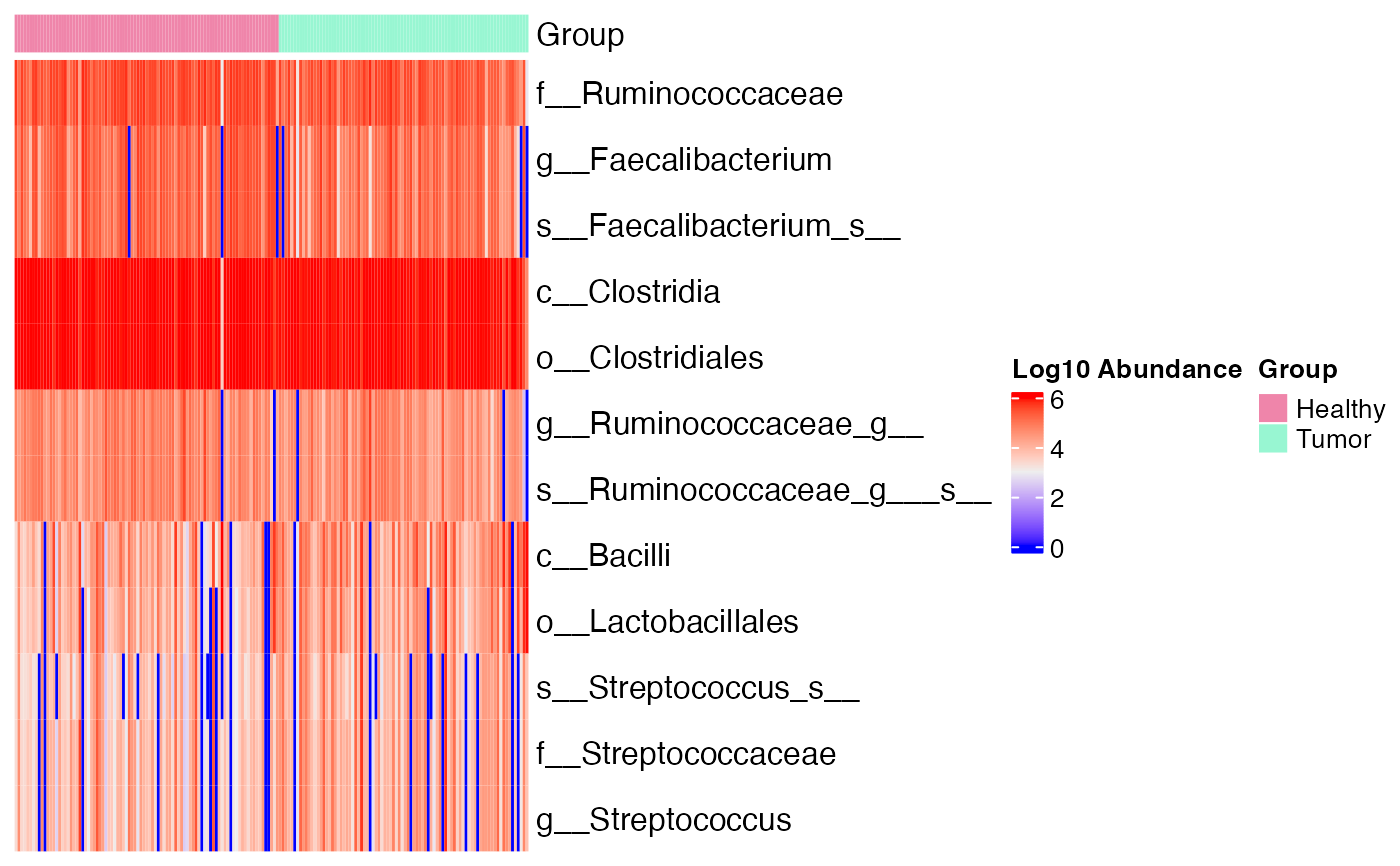 Group
f__Ruminococcaceae
g__Faecalibacterium
s__Faecalibacterium_s__
c__Clostridia
o__Clostridiales
g__Ruminococcaceae_g__
s__Ruminococcaceae_g___s__
c__Bacilli
o__Lactobacillales
s__Streptococcus_s__
f__Streptococcaceae
g__Streptococcus
Log10 Abundance
6
4
2
0
Group
Healthy
Tumor